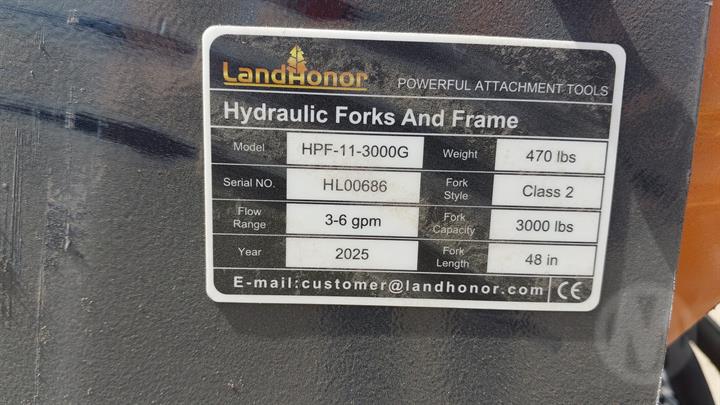 LandHonor
POWERFUL ATTACHMENT TOOLS
Hydraulic Forks And Frame
Model HPF-11-3000G Weight 470 lbs
Serial NO. HL00686 Fork Style Class 2
Flow Range 3-6 gpm Fork Capacity 3000 lbs
Year 2025 Fork Length 48 in
E-mail:customer@landhonor.com CE